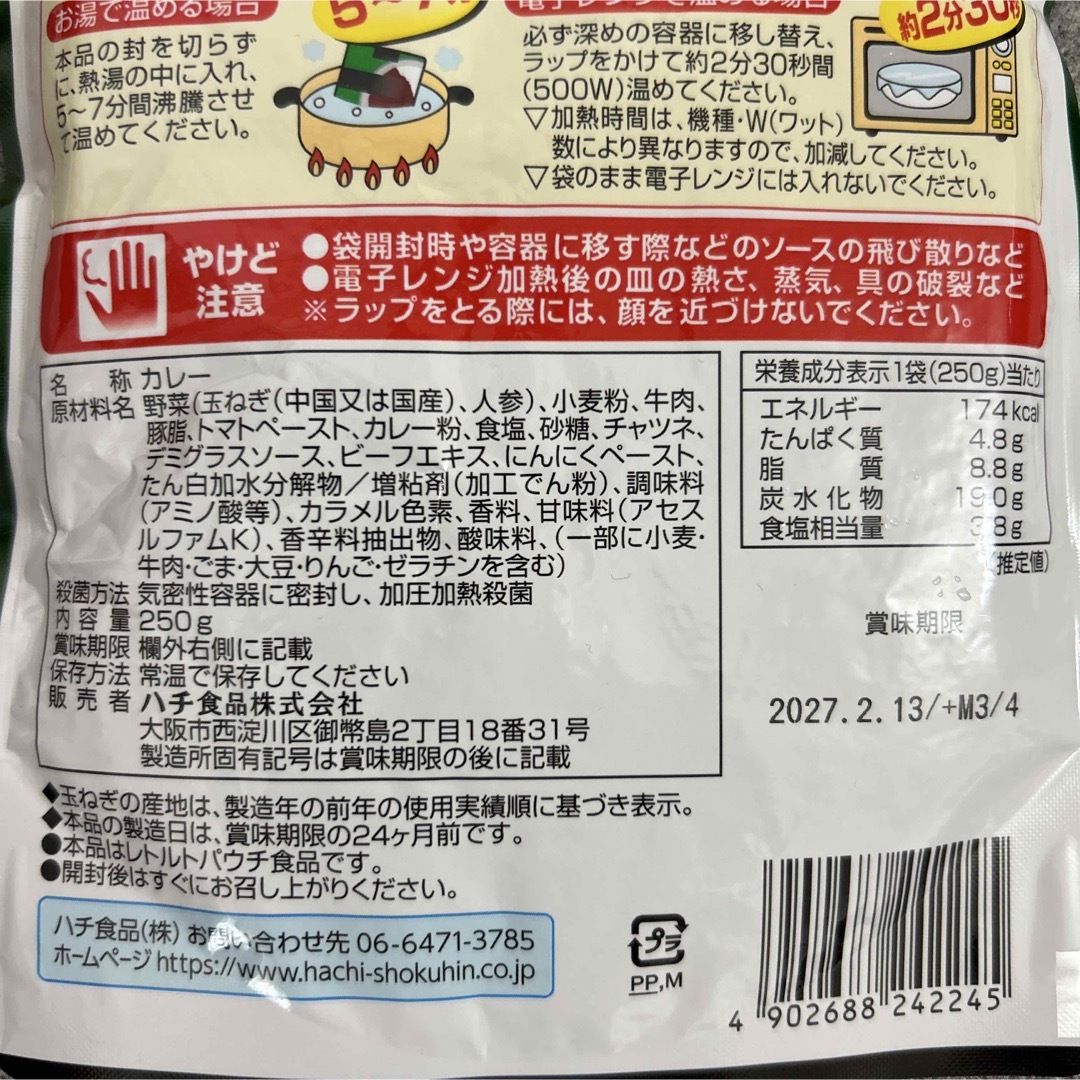 お湯で温める場合
5〜7分
本品の封を切らず
に、熱湯の中に入れ、
5〜7分間沸騰させ
て温めてください。
電子レンジで温める場合
約2分30秒
必ず深めの容器に移し替え、
ラップをかけて約2分30秒間
(500W)温めてください。
▽加熱時間は、機種・W(ワット)
数により異なりますので、加減してください。
▽袋のまま電子レンジには入れないでください。
やけど
注意
●袋開封時や容器に移す際などのソースの飛び散りなど
●電子レンジ加熱後の皿の熱さ、蒸気、具の破裂など
※ラップをとる際には、顔を近づけないでください。
名称 カレー
原材料名 野菜(玉ねぎ(中国又は国産)、人参)、小麦粉、牛肉、
豚脂、トマトペースト、カレー粉、食塩、砂糖、チャツネ、
デミグラスソース、ビーフエキス、にんにくペースト、
たん白加水分解物／増粘剤(加工でん粉)、調味料
(アミノ酸等)、カラメル色素、香料、甘味料(アセス
ルファムK)、香辛料抽出物、酸味料、(一部に小麦・
牛肉・ごま・大豆・りんご・ゼラチンを含む)
殺菌方法 気密性容器に密封し、加圧加熱殺菌
内容量 250g
賞味期限 欄外右側に記載
保存方法 常温で保存してください
販売者 ハチ食品株式会社
大阪市西淀川区御幣島2丁目18番31号
製造所固有記号は賞味期限の後に記載
栄養成分表示1袋(250g)当たり
エネルギー 174kcal
たんぱく質 4.8g
脂質 8.8g
炭水化物 19.0g
食塩相当量 3.8g
(推定値)
賞味期限
2027.2.13/+M3/4
◆玉ねぎの産地は、製造年の前年の使用実績順に基づき表示。
◆本品の製造日は、賞味期限の24ヶ月前です。
●本品はレトルトパウチ食品です。
●開封後はすぐにお召し上がりください。
ハチ食品(株) お問い合わせ先 06-6471-3785
ホームページ https://www.hachi-shokuhin.co.jp
プラ
PP,M
4 902688 242245